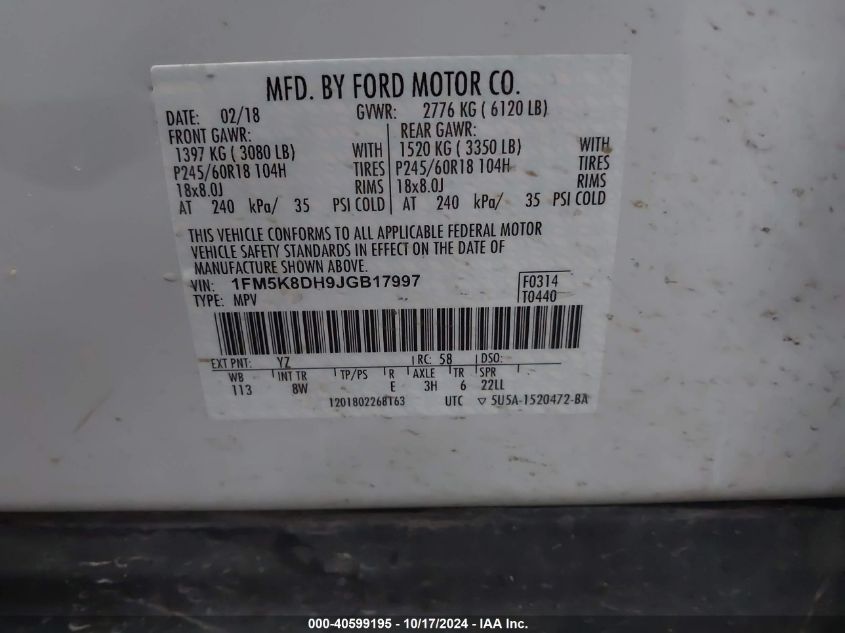 MFD. BY FORD MOTOR CO.
DATE: 02/18 GVWR: 2776 KG ( 6120 LB)
FRONT GAWR: REAR GAWR:
1397 KG ( 3080 LB) WITH 1520 KG ( 3350 LB) WITH
P245/60R18 104H TIRES P245/60R18 104H TIRES
18x8.0J RIMS 18x8.0J RIMS
AT 240 kPa/ 35 PSI COLD AT 240 kPa/ 35 PSI COLD
THIS VEHICLE CONFORMS TO ALL APPLICABLE FEDERAL MOTOR
VEHICLE SAFETY STANDARDS IN EFFECT ON THE DATE OF
MANUFACTURE SHOWN ABOVE.
VIN: 1FM5K8DH9JGB17997 F0314
TYPE: MPV T0440
EXT PNT: YZ RC: 58 DSO:
WB INT TR TP/PS R AXLE TR SPR
113 8W E 3H 6 22LL
1201802268163 UTC ▽ 5U5A-1520472-BA
000-40599195 - 10/17/2024 - IAA Inc.